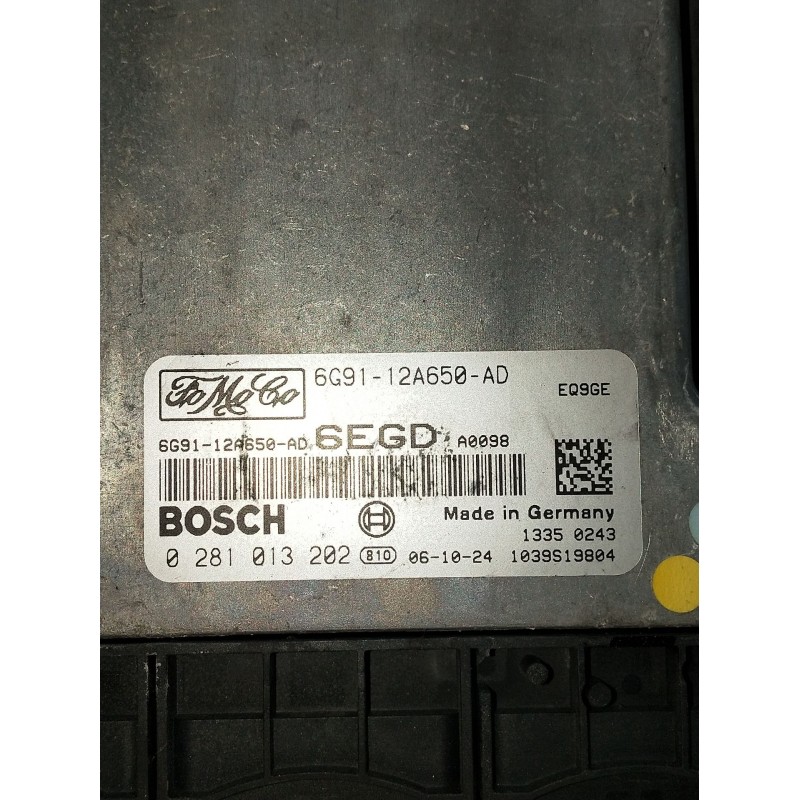 FoMoCo 6G91-12A650-AD EQ9GE
6G91-12A650-AD 6EGD A0098
BOSCH Made in Germany
1335 0243
0 281 013 202 810 06-10-24 1039S19804